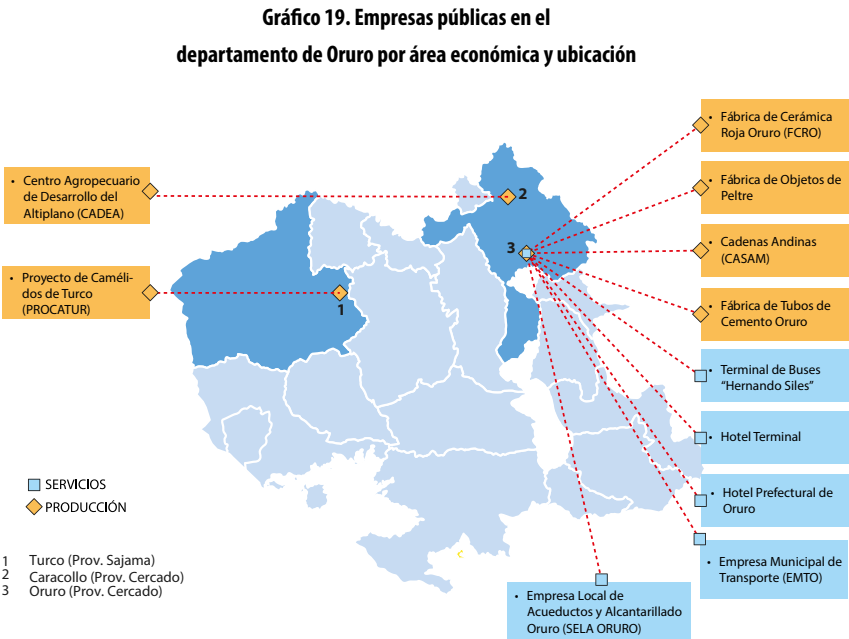 Gráfico 19. Empresas públicas en el
departamento de Oruro por área económica y ubicación
• Centro Agropecuario
de Desarrollo del
Altiplano (CADEA)
• Proyecto de Caméli-
dos de Turco
(PROCATUR)
1
2
3
• Fábrica de Cerámica
Roja Oruro (FCRO)
• Fábrica de Objetos de
Peltre
• Cadenas Andinas
(CASAM)
• Fábrica de Tubos de
Cemento Oruro
• Terminal de Buses
“Hernando Siles”
• Hotel Terminal
• Hotel Prefectural de
Oruro
• Empresa Municipal de
Transporte (EMTO)
• Empresa Local de
Acueductos y Alcantarillado
Oruro (SELA ORURO)
SERVICIOS
PRODUCCIÓN
1 Turco (Prov. Sajama)
2 Caracollo (Prov. Cercado)
3 Oruro (Prov. Cercado)